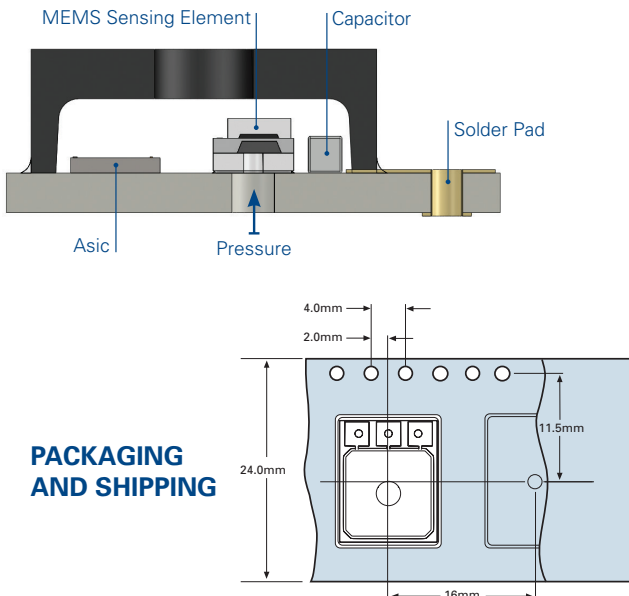 MEMS Sensing Element
Capacitor
Solder Pad
Asic
Pressure
4.0mm
2.0mm
11.5mm
PACKAGING
AND SHIPPING
24.0mm
16mm